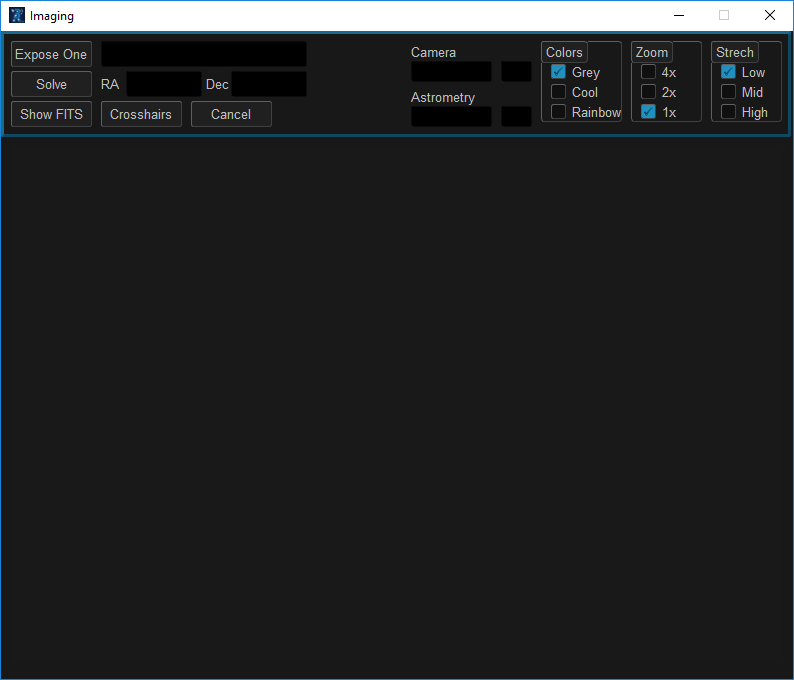 Imaging
Expose One
Solve
RA
Dec
Show FITS
Crosshairs
Cancel
Camera
Astrometry
Colors
Grey
Cool
Rainbow
Zoom
4x
2x
1x
Strech
Low
Mid
High